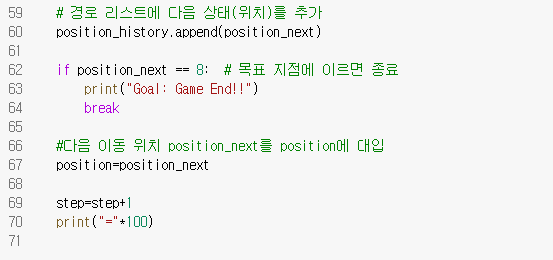 59 # 경로 리스트에 다음 상태(위치)를 추가
60 position_history.append(position_next)
61
62 if position_next == 8:  # 목표 지점에 이르면 종료
63     print("Goal: Game End!!")
64     break
65
66 #다음 이동 위치 position_next를 position에 대입
67 position=position_next
68
69 step=step+1
70 print("="*100)
71